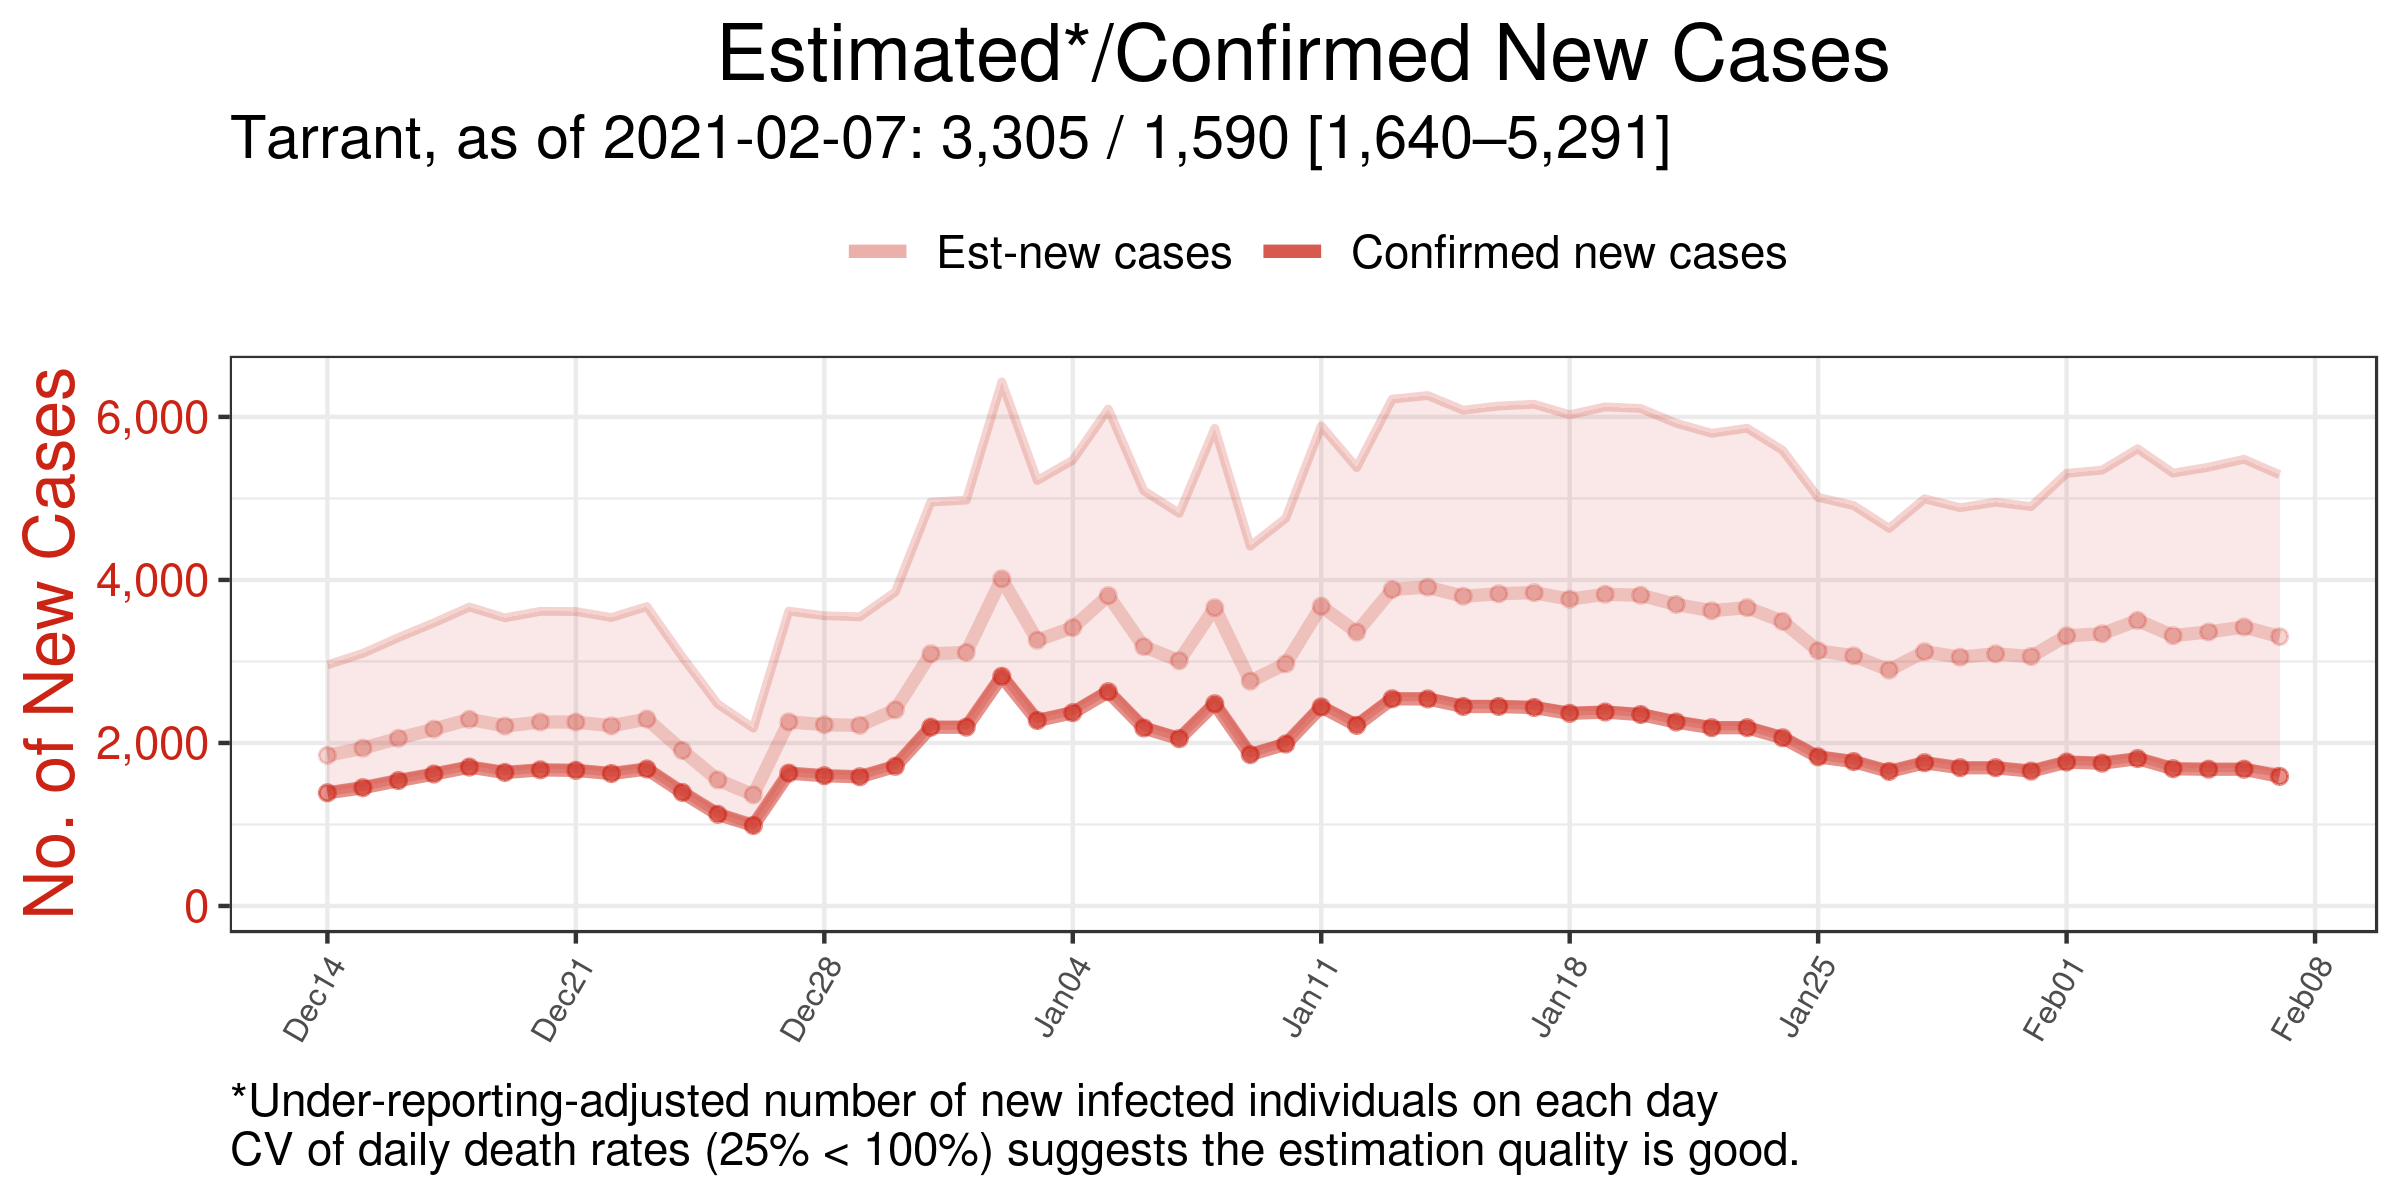 Estimated*/Confirmed New Cases
Tarrant, as of 2021-02-07: 3,305 / 1,590 [1,640–5,291]
Est-new cases
Confirmed new cases
No. of New Cases
6,000
4,000
2,000
0
Dec14
Dec21
Dec28
Jan04
Jan11
Jan18
Jan25
Feb01
Feb08
*Under-reporting-adjusted number of new infected individuals on each day
CV of daily death rates (25% < 100%) suggests the estimation quality is good.